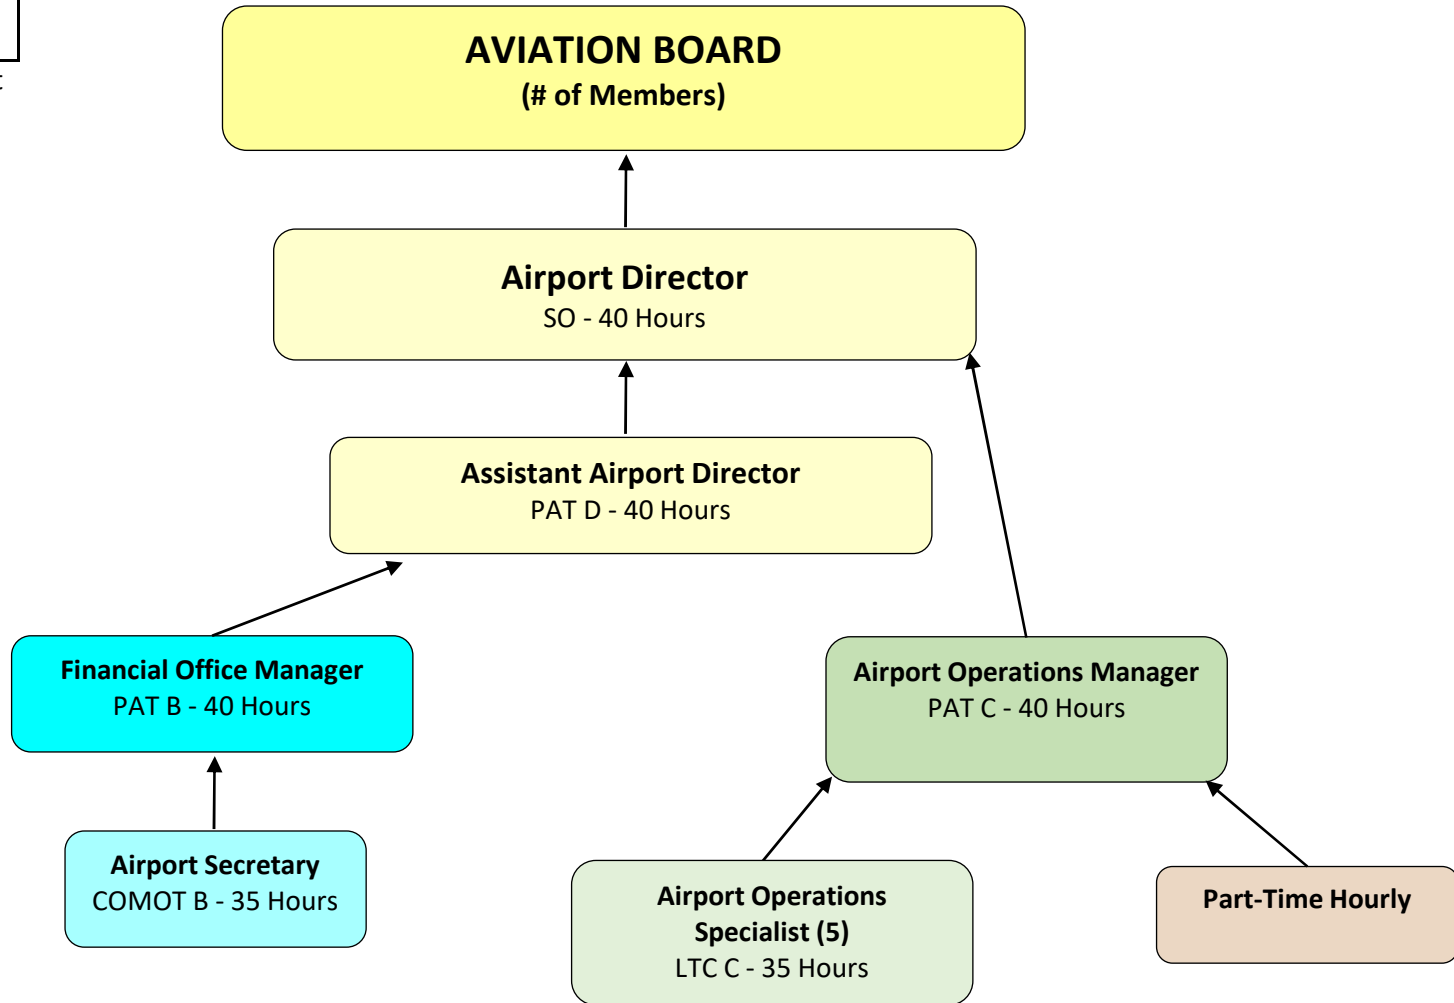 AVIATION BOARD
(# of Members)
Airport Director
SO - 40 Hours
Assistant Airport Director
PAT D - 40 Hours
Financial Office Manager
PAT B - 40 Hours
Airport Operations Manager
PAT C - 40 Hours
Airport Secretary
COMOT B - 35 Hours
Airport Operations
Specialist (5)
LTC C - 35 Hours
Part-Time Hourly